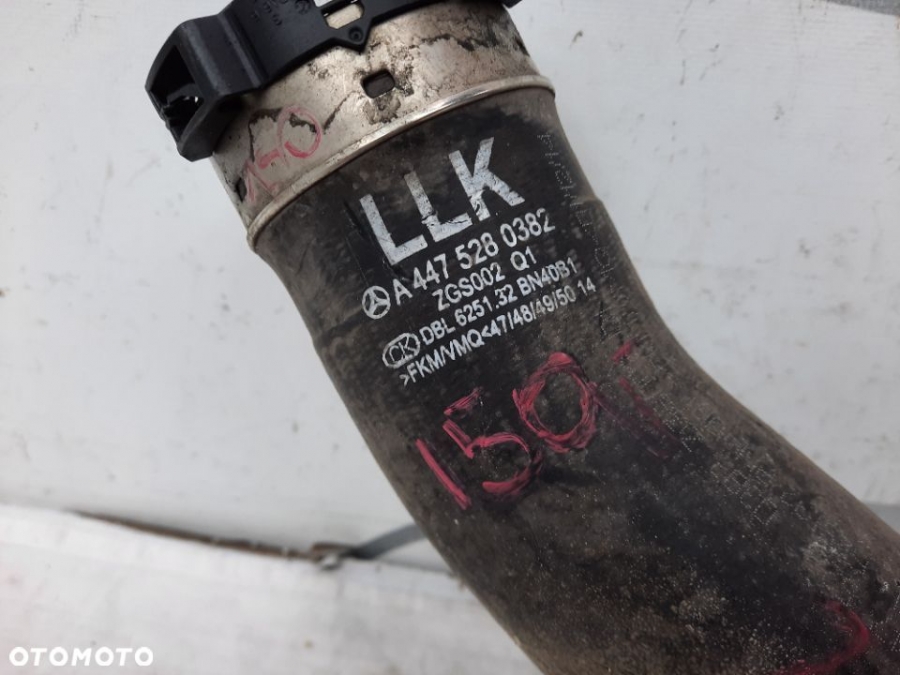 LLK
A 447 528 0382
ZGS002 Q1
CK DBL 6251.32 BN40B1
>FKM/VMQ<47/48/49/50 14
150,-
OTOMOTO